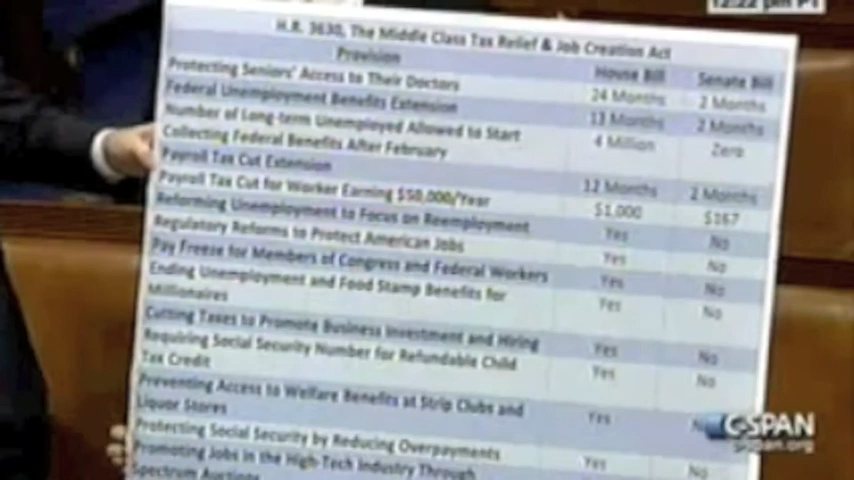 12:22 pm PT
H.R. 3630, The Middle Class Tax Relief & Job Creation Act
Provision House Bill Senate Bill
Protecting Seniors' Access to Their Doctors 24 Months 2 Months
Federal Unemployment Benefits Extension 13 Months 2 Months
Number of Long-term Unemployed Allowed to Start
Collecting Federal Benefits After February 4 Million Zero
Payroll Tax Cut Extension 12 Months 2 Months
Payroll Tax Cut for Worker Earning $50,000/Year $1,000 $167
Reforming Unemployment to Focus on Reemployment Yes No
Regulatory Reforms to Protect American Jobs Yes No
Pay Freeze for Members of Congress and Federal Workers Yes No
Ending Unemployment and Food Stamp Benefits for
Millionaires Yes No
Cutting Taxes to Promote Business Investment and Hiring Yes No
Requiring Social Security Number for Refundable Child
Tax Credit Yes No
Preventing Access to Welfare Benefits at Strip Clubs and
Liquor Stores Yes
Protecting Social Security by Reducing Overpayments Yes No
Promoting Jobs in the High-Tech Industry Through
Spectrum Auctions
C-SPAN
c-span.org